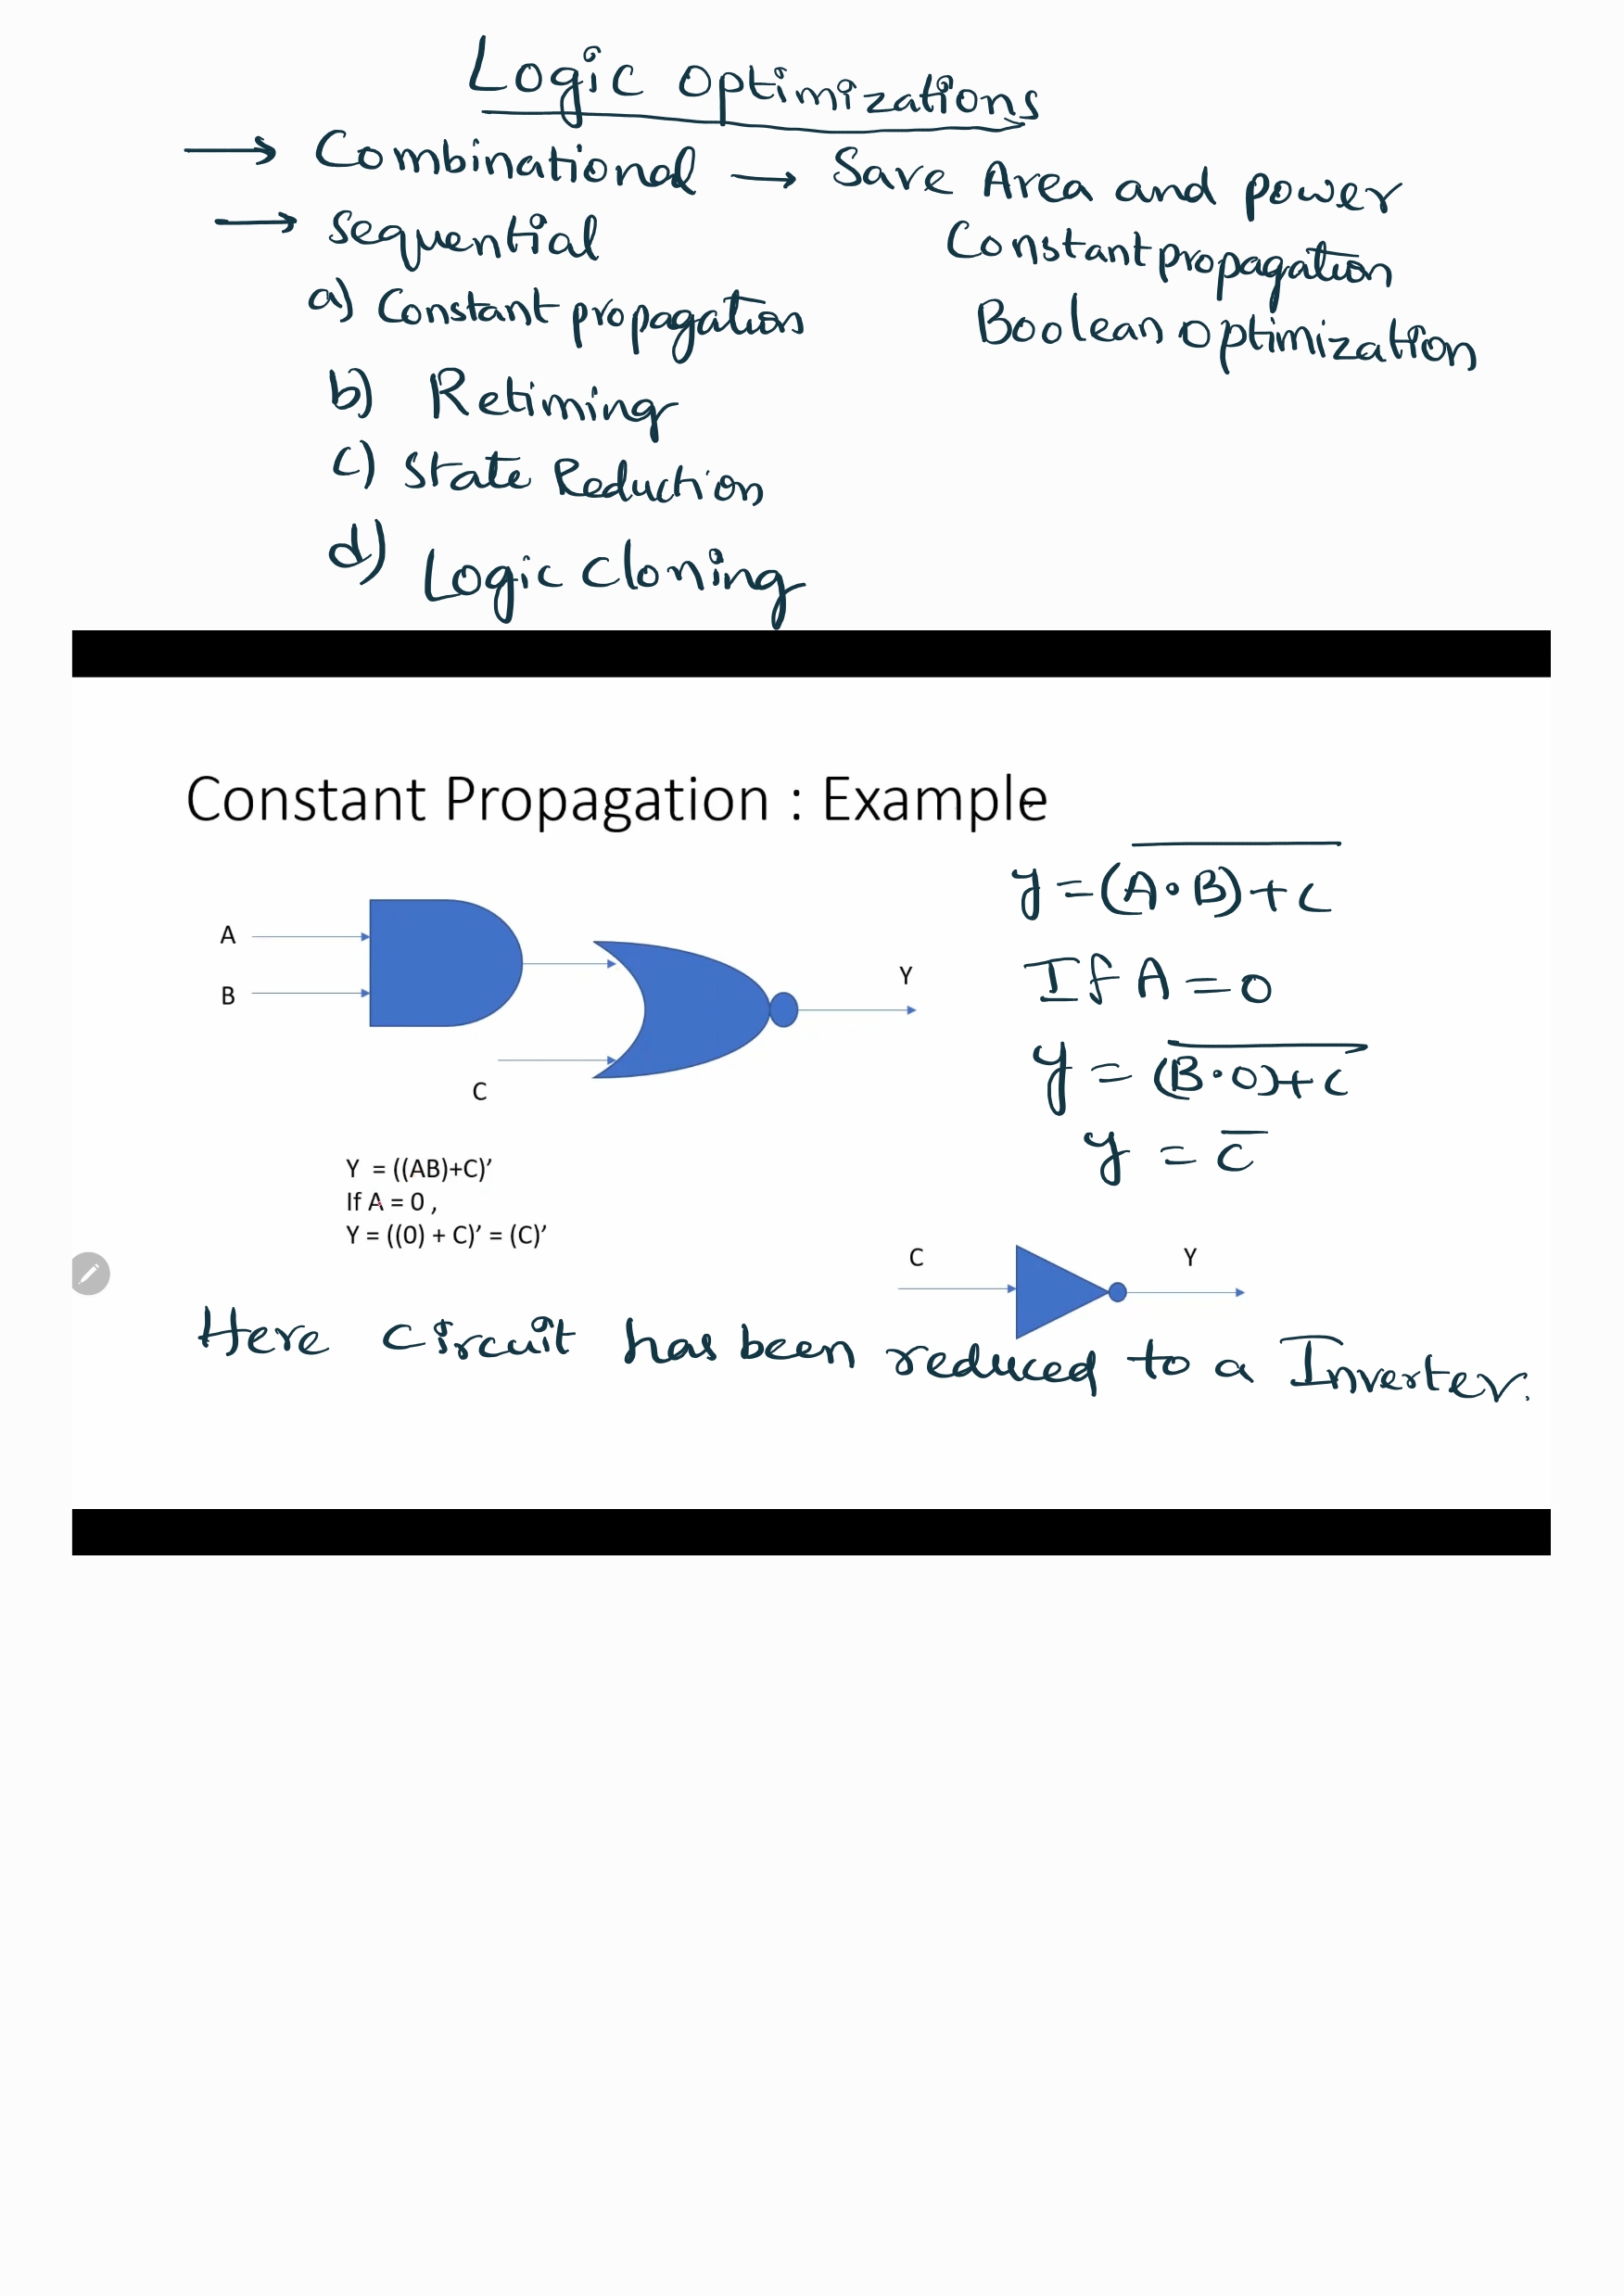 Logic Optimizations
→ Combinational → Save Area and power
→ Sequential
Constant propagation
a) Constant propagation
Boolean optimization
b) Retiming
c) State Reduction
d) Logic Cloning
Constant Propagation : Example
y = \overline{(A·B)+C}
A
B
C
Y
If A = 0
y = \overline{(B·0)+C}
y = \overline{C}
Y = ((AB)+C)’
If A = 0 ,
Y = ((0) + C)’ = (C)’
C
Y
Here circuit has been reduced to a Inverter.